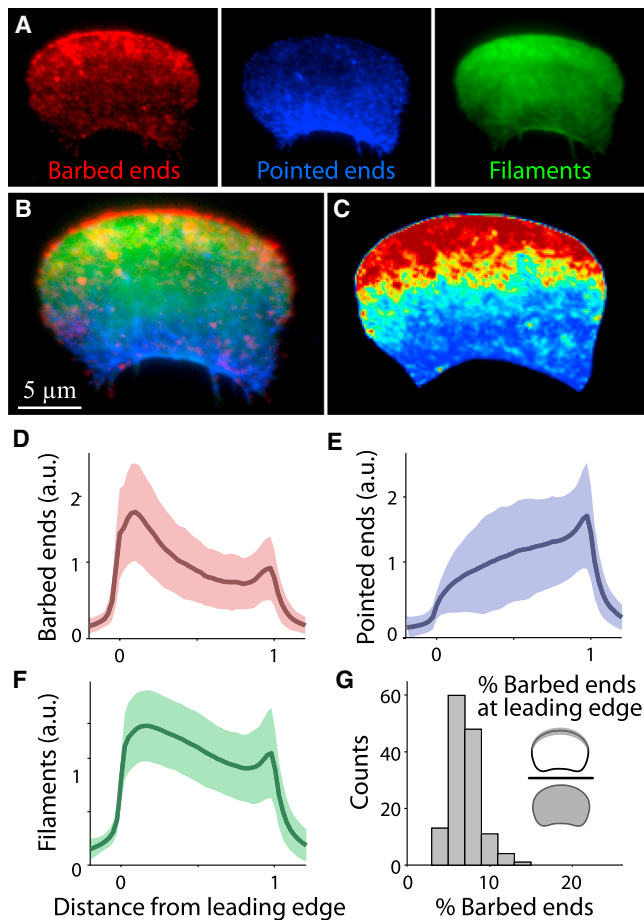 A
Barbed ends
Pointed ends
Filaments
B
C
5 µm
D
Barbed ends (a.u.)
2
1
0
0
1
E
Pointed ends (a.u.)
2
1
0
0
1
F
Filaments (a.u.)
1
0
0
1
Distance from leading edge
G
% Barbed ends
at leading edge
Counts
60
40
20
0
0
10
20
% Barbed ends